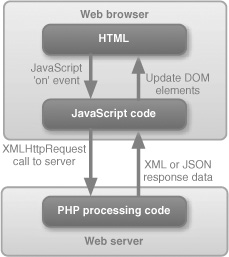 Web browser
HTML
JavaScript
'on' event
Update DOM
elements
JavaScript code
XMLHttpRequest
call to server
XML or JSON
response data
PHP processing code
Web server